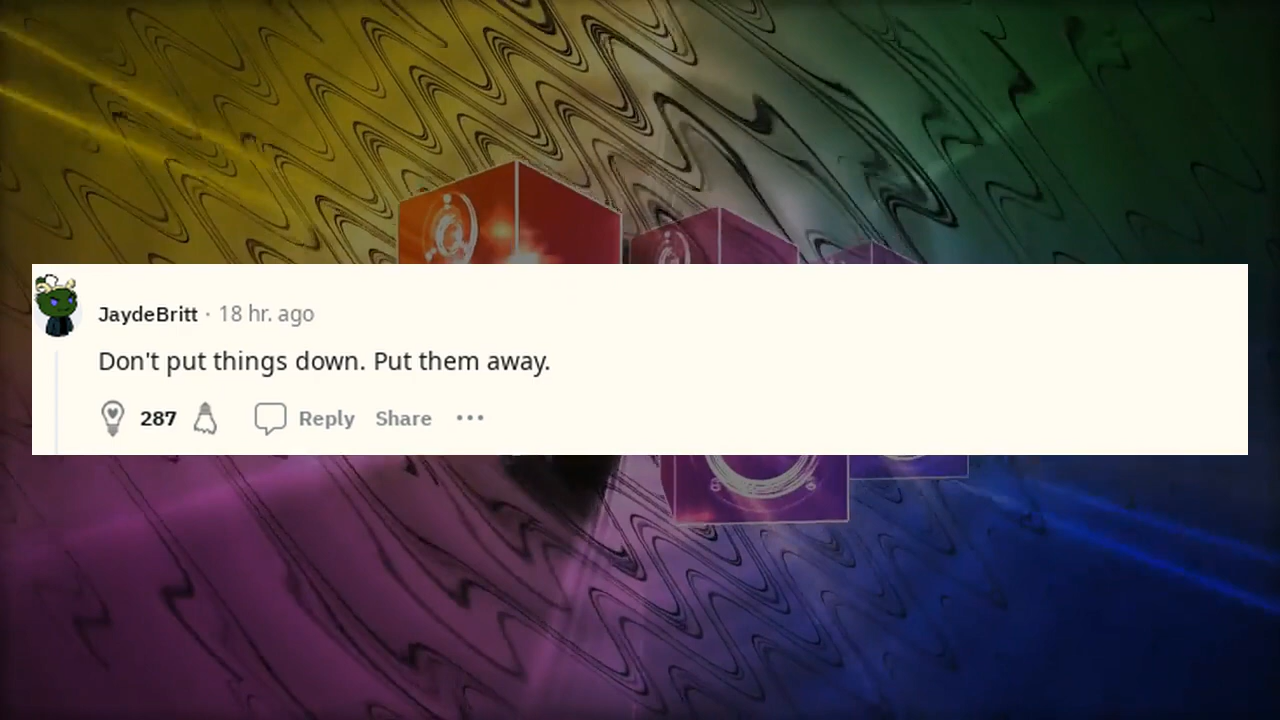 JaydeBritt · 18 hr. ago
Don't put things down. Put them away.
287 Reply Share ···